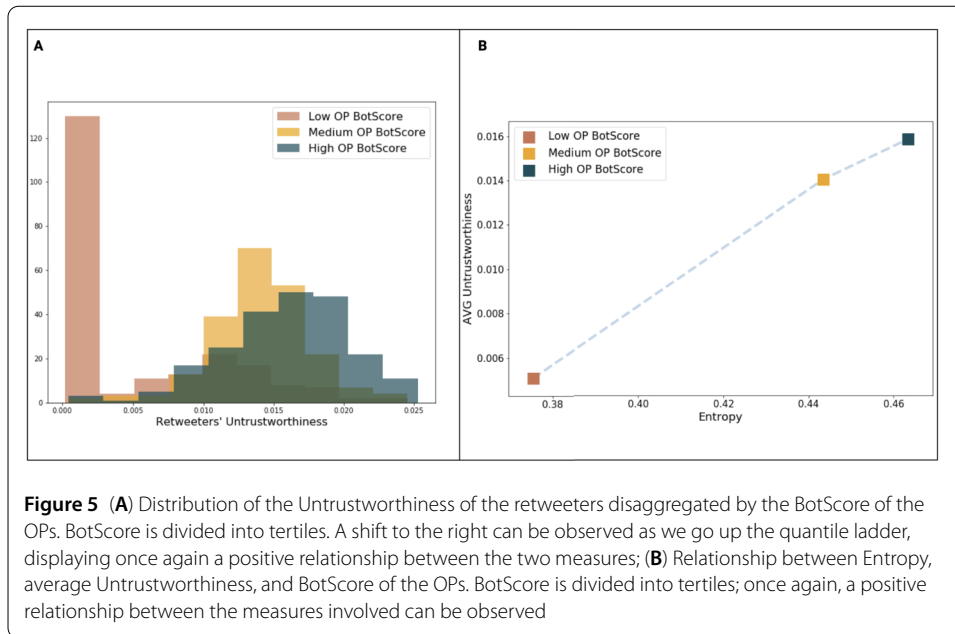 A
Low OP BotScore
Medium OP BotScore
High OP BotScore
120
100
80
60
40
20
0
0.000 0.005 0.010 0.015 0.020 0.025
Retweeters' Untrustworthiness
B
Low OP BotScore
Medium OP BotScore
High OP BotScore
0.016
0.014
0.012
0.010
0.008
0.006
AVG Untrustworthiness
0.38 0.40 0.42 0.44 0.46
Entropy
Figure 5 (A) Distribution of the Untrustworthiness of the retweeters disaggregated by the BotScore of the
OPs. BotScore is divided into tertiles. A shift to the right can be observed as we go up the quantile ladder,
displaying once again a positive relationship between the two measures; (B) Relationship between Entropy,
average Untrustworthiness, and BotScore of the OPs. BotScore is divided into tertiles; once again, a positive
relationship between the measures involved can be observed